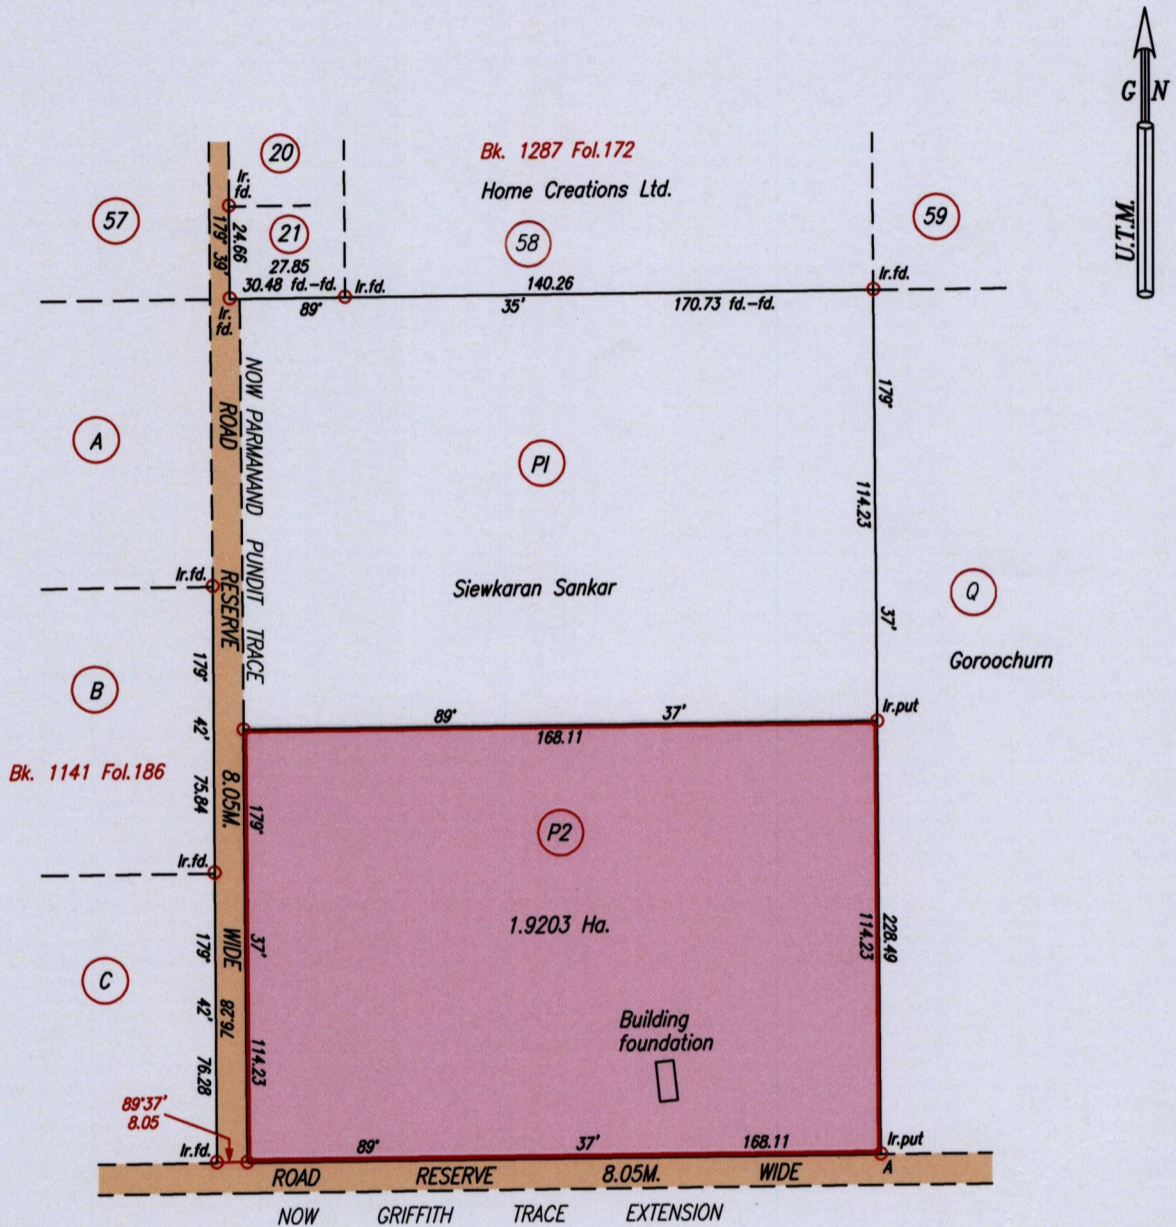 G N
U.T.M.
Bk. 1287 Fol.172
Home Creations Ltd.
20
Ir.
fd.
57
21
58
59
24.66
179° 39'
27.85
30.48 fd.-fd.
Ir.fd.
140.26
Ir.fd.
Ir.
fd.
89°
35'
170.73 fd.-fd.
NOW PARMANAND PUNDIT TRACE
ROAD RESERVE 8.05M. WIDE
A
P1
179°
114.23
37'
Ir.fd.
Siewkaran Sankar
Q
Goroochurn
B
179°
42'
75.84
Ir.put
89°
37'
168.11
Bk. 1141 Fol.186
179°
37'
114.23
P2
Ir.fd.
1.9203 Ha.
228.49
114.23
C
179°
42'
76.28
76.28
Building
foundation
89°37'
8.05
Ir.fd.
89°
37'
168.11
Ir.put
A
ROAD RESERVE 8.05M. WIDE
NOW GRIFFITH TRACE EXTENSION